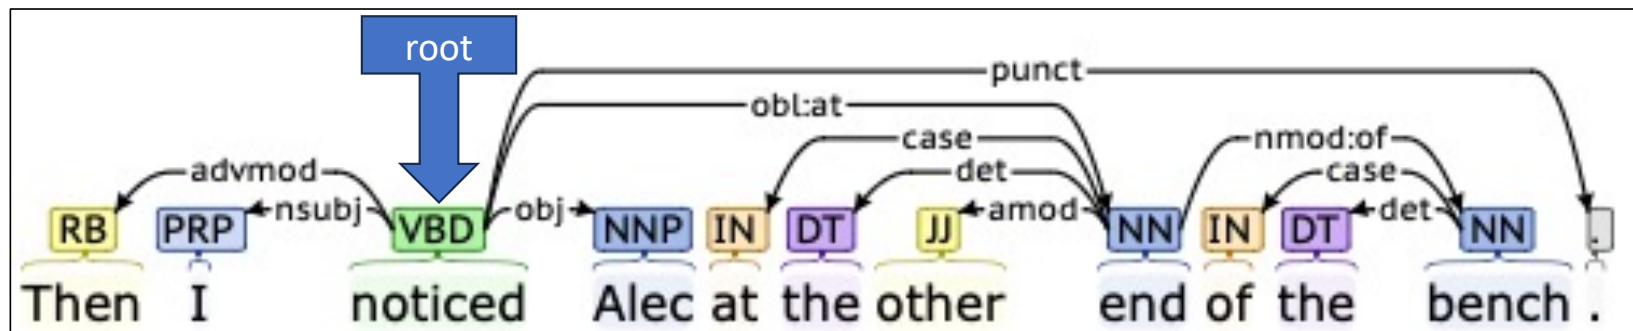 root
punct
obl:at
case nmod:of
advmod det case
nsubj obj amod det
RB PRP VBD NNP IN DT JJ NN IN DT NN .
Then I noticed Alec at the other end of the bench .